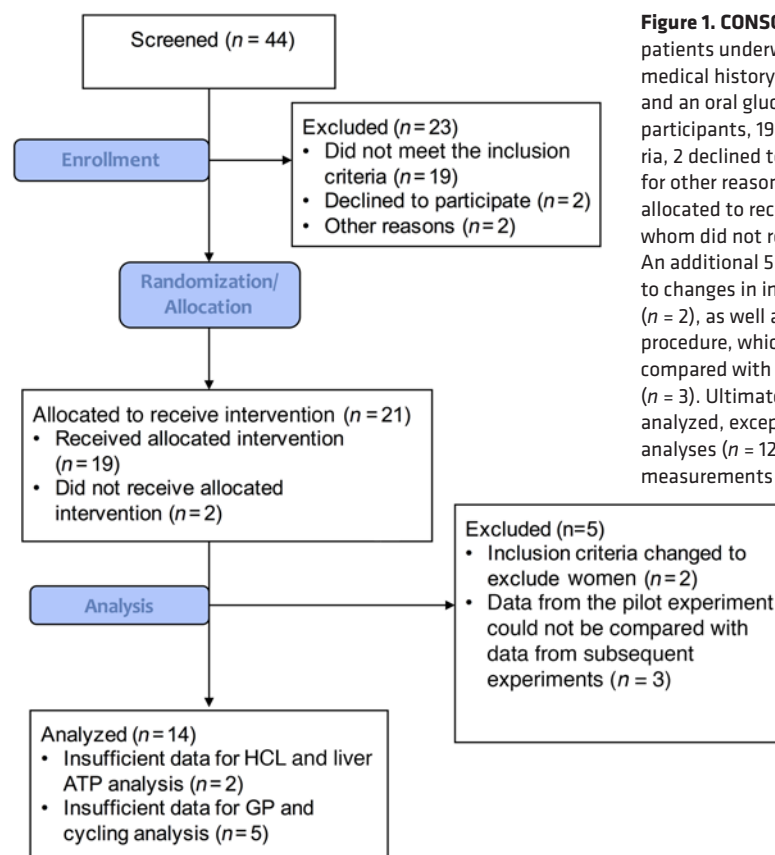 Screened (n = 44)
Enrollment
Excluded (n = 23)
• Did not meet the inclusion
criteria (n = 19)
• Declined to participate (n = 2)
• Other reasons (n = 2)
Randomization/
Allocation
Allocated to receive intervention (n = 21)
• Received allocated intervention
(n = 19)
• Did not receive allocated
intervention (n = 2)
Analysis
Excluded (n=5)
• Inclusion criteria changed to
exclude women (n = 2)
• Data from the pilot experiment
could not be compared with
data from subsequent
experiments (n = 3)
Analyzed (n = 14)
• Insufficient data for HCL and liver
ATP analysis (n = 2)
• Insufficient data for GP and
cycling analysis (n = 5)
Figure 1. CONSO
patients underw
medical history
and an oral gluc
participants, 19
ria, 2 declined t
for other reason
allocated to rec
whom did not r
An additional 5
to changes in in
(n = 2), as well a
procedure, whic
compared with
(n = 3). Ultimat
analyzed, excep
analyses (n = 12
measurements